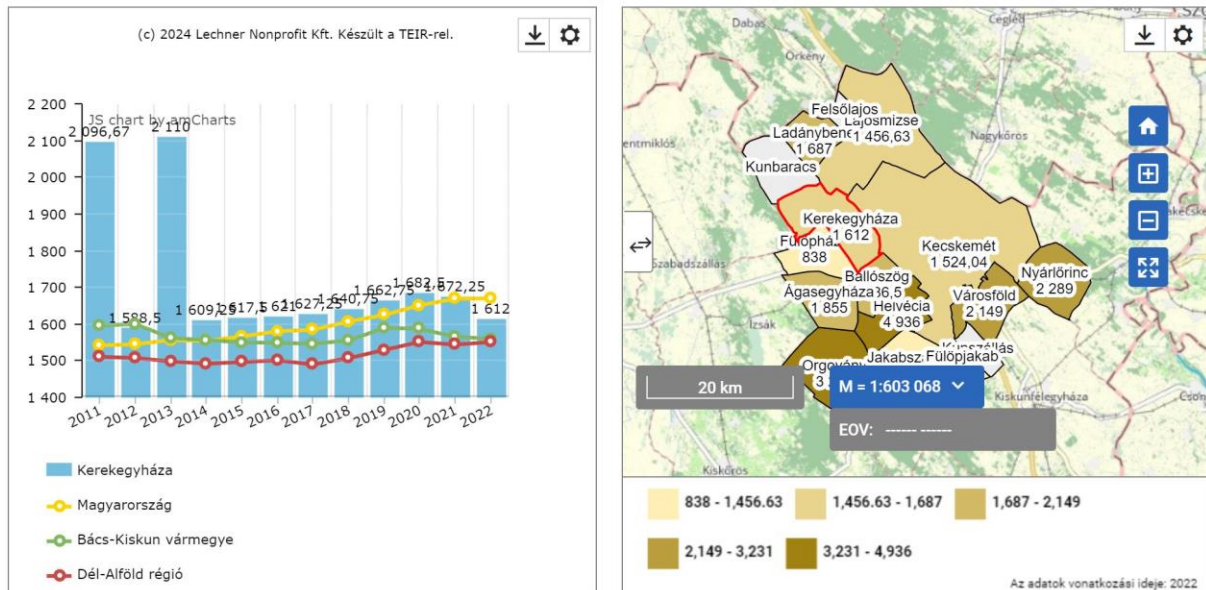 (c) 2024 Lechner Nonprofit Kft. Készült a TEIR-rel.
JS chart by amCharts
2 200
2 100
2 000
1 900
1 800
1 700
1 600
1 500
1 400
2 096,67
1 588,5
2 110
1 609,25
1 617,5
1 621
1 627,25
1 640,75
1 662,75
1 682,5
1 672,25
1 612
2011
2012
2013
2014
2015
2016
2017
2018
2019
2020
2021
2022
Kerekegyháza
Magyarország
Bács-Kiskun vármegye
Dél-Alföld régió
Dabas
Cegléd
Örkény
Felsőlajos
Lajosmizse
1 456,63
Ladánybene
1 687
Nagykőrös
Kunbaracs
Kerekegyháza
1 612
Fülöpház
838
Kecskemét
1 524,04
Szabadszállás
Nyárlőrinc
2 289
Ballószög
36,5
Ágasegyháza
1 855
Helvécia
4 936
Városföld
2 149
Izsák
Kunszállás
Jakabsz
Fülöpjakab
Orgovány
20 km
M = 1:603 068
EOV: ------ ------
Kiskunfélegyháza
Kiskőrös
838 - 1,456.63
1,456.63 - 1,687
1,687 - 2,149
2,149 - 3,231
3,231 - 4,936
Az adatok vonatkozási ideje: 2022